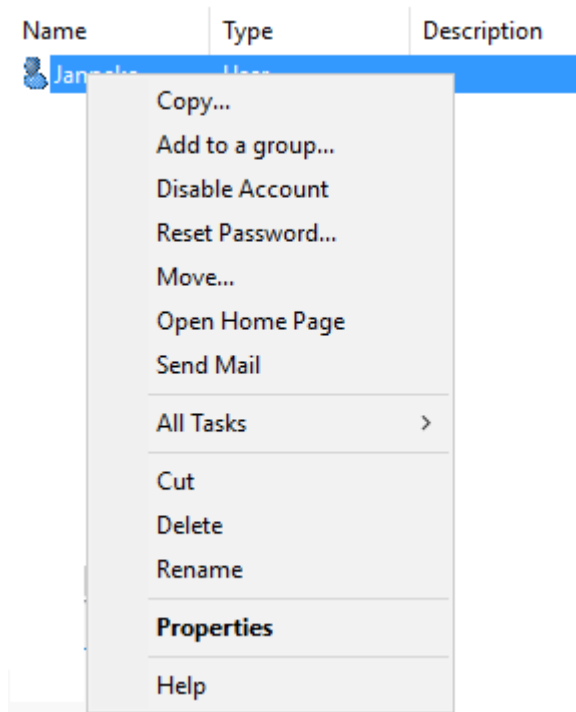 Name Type Description
Copy...
Add to a group...
Disable Account
Reset Password...
Move...
Open Home Page
Send Mail
All Tasks
Cut
Delete
Rename
Properties
Help